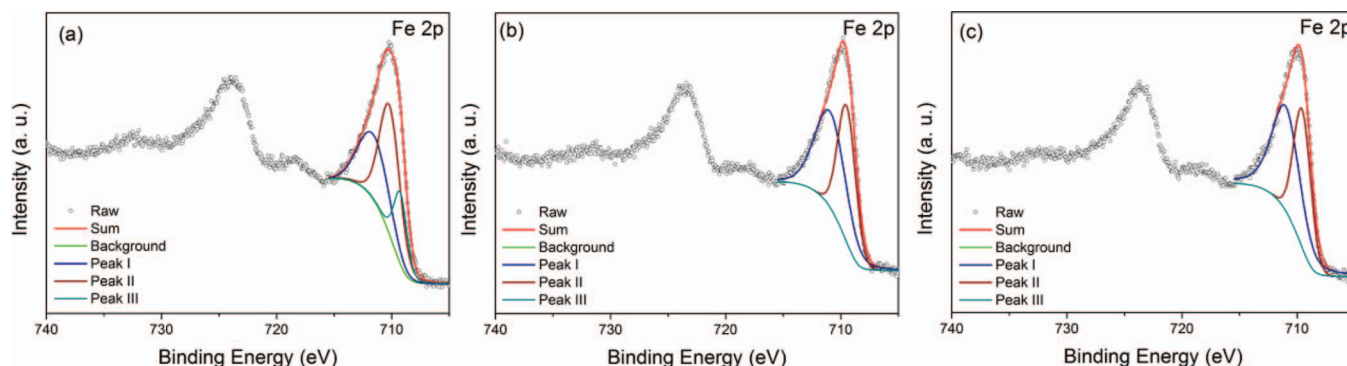 (a)
Fe 2p
Intensity (a. u.)
Raw
Sum
Background
Peak I
Peak II
Peak III
740 730 720 710
Binding Energy (eV)
(b)
Fe 2p
Intensity (a. u.)
Raw
Sum
Background
Peak I
Peak II
Peak III
740 730 720 710
Binding Energy (eV)
(c)
Fe 2p
Intensity (a. u.)
Raw
Sum
Background
Peak I
Peak II
Peak III
740 730 720 710
Binding Energy (eV)